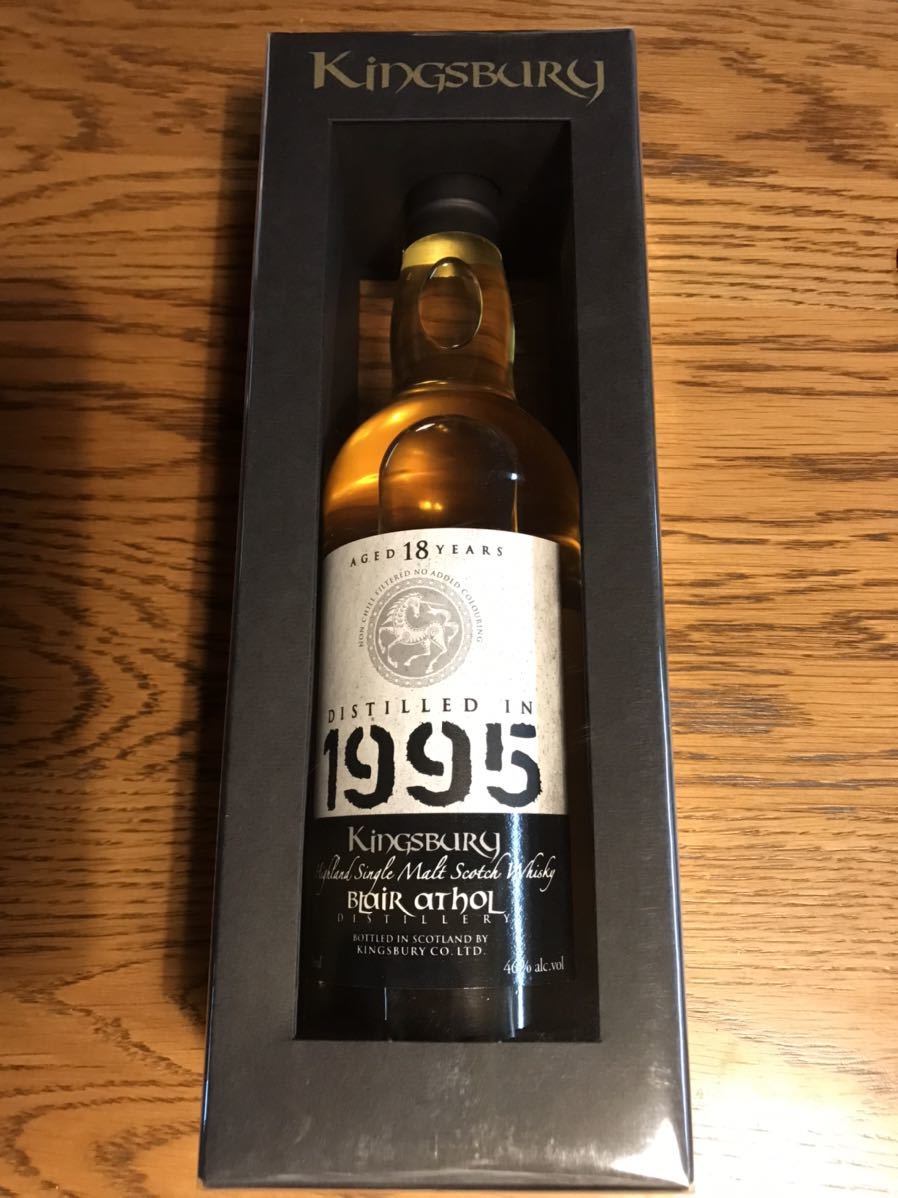 Kingsbury
AGED 18 YEARS
NON CHILL FILTERED NO ADDED COLOURING
DISTILLED IN
1995
Kingsbury
Highland Single Malt Scotch Whisky
Blair Athol
DISTILLERY
BOTTLED IN SCOTLAND BY
KINGSBURY CO. LTD.
46% alc.vol